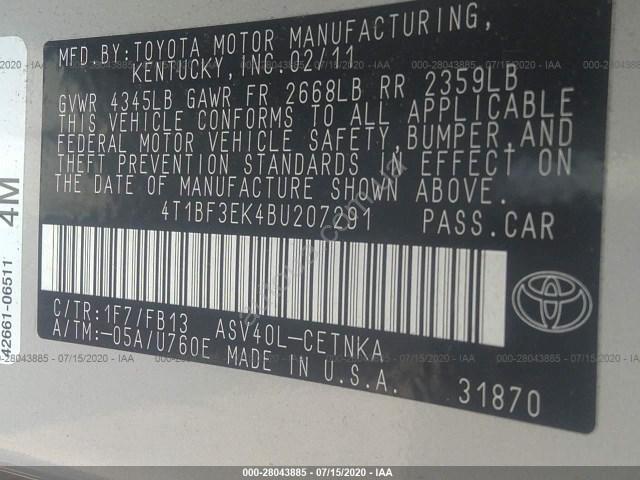 MFD.BY:TOYOTA MOTOR MANUFACTURING,
KENTUCKY, INC.02/11
GVWR 4345LB GAWR FR 2668LB RR 2359LB
THIS VEHICLE CONFORMS TO ALL APPLICABLE
FEDERAL MOTOR VEHICLE SAFETY,BUMPER,AND
THEFT PREVENTION STANDARDS IN EFFECT ON
THE DATE OF MANUFACTURE SHOWN ABOVE.
4T1BF3EK4BU207291 PASS.CAR
C/TR:1F7/FB13 ASV40L-CETNKA
A/TM:-05A/U760E MADE IN U.S.A.
31870
4M
42661-06511
000-28043885 - 07/15/2020 - IAA